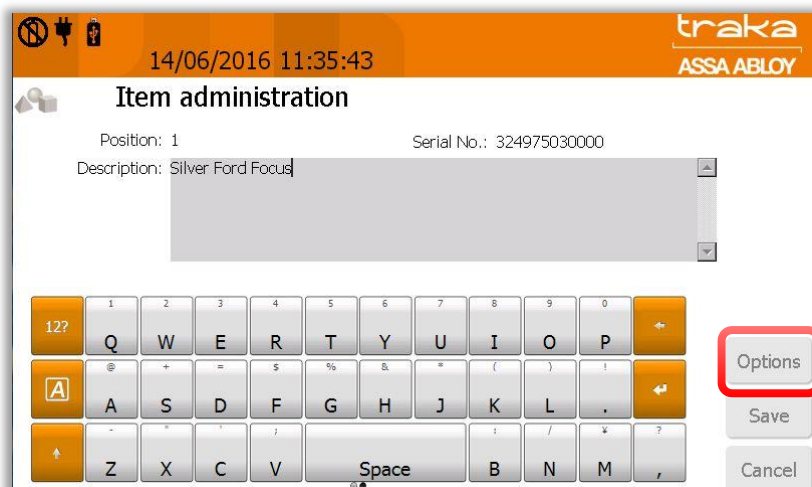 traka
14/06/2016 11:35:43
ASSA ABLOY
Item administration
Position: 1 Serial No.: 324975030000
Description: Silver Ford Focus
1 2 3 4 5 6 7 8 9 0
12? Q W E R T Y U I O P
Options
@ + = $ % & * ( ) !
A A S D F G H J K L .
Save
- " ' ; : / ¥ ?
Z X C V Space B N M ,
Cancel